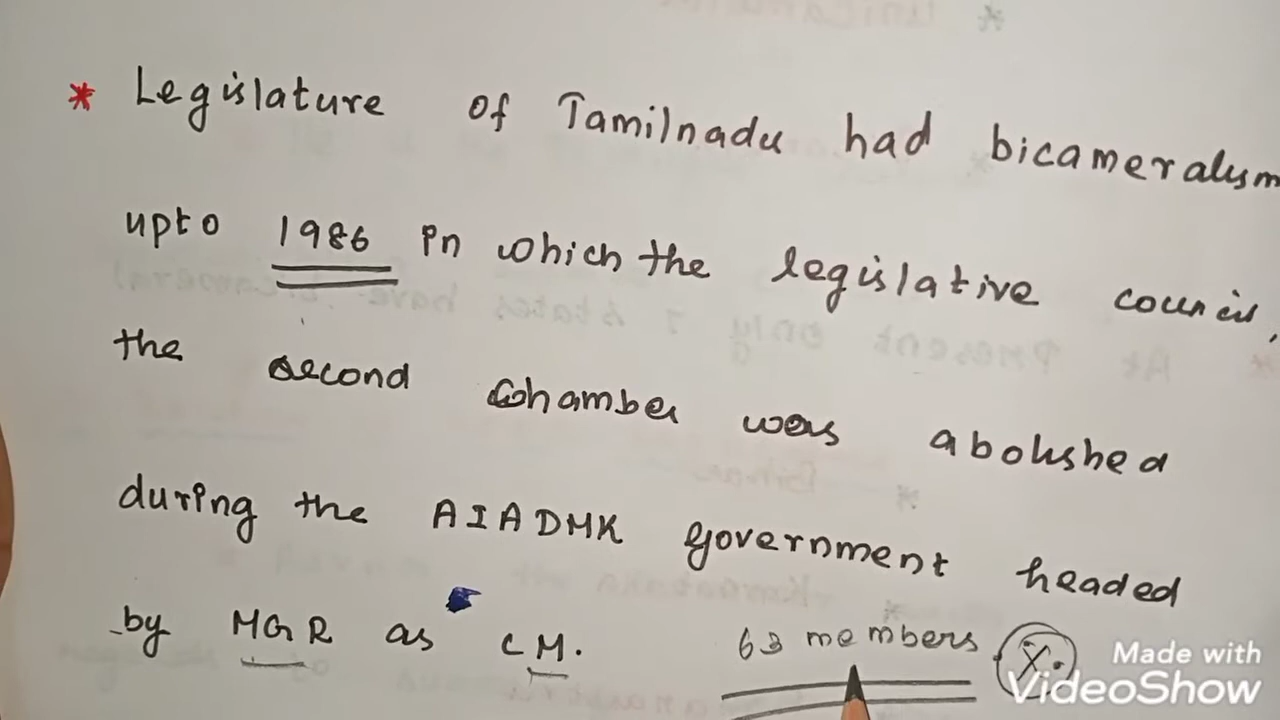 * Legislature of Tamilnadu had bicameralism
upto 1986 in which the legislative council,
the second chamber was abolished
during the AIADMK government headed
by MGR as CM.
63 members
Made with
VideoShow